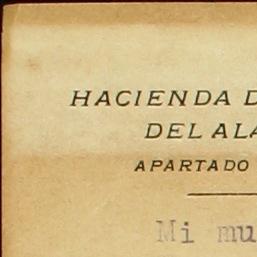 HACIENDA D
DEL ALA
APARTADO
Mi mu